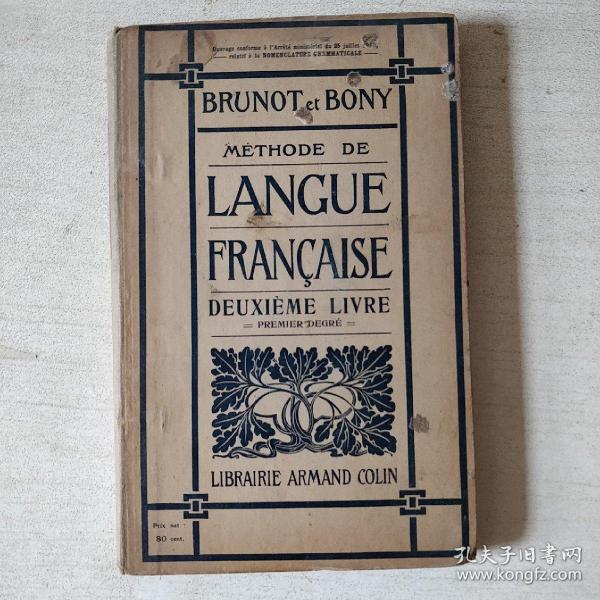 Ouvrage conforme à l'Arrêté ministériel du 25 juillet
relatif à la NOMENCLATURE GRAMMATICALE
BRUNOT et BONY
MÉTHODE DE
LANGUE
FRANÇAISE
DEUXIÈME LIVRE
= PREMIER DEGRÉ =
LIBRAIRIE ARMAND COLIN
Prix net :
80 cent.
孔夫子旧书网
www.kongfz.com